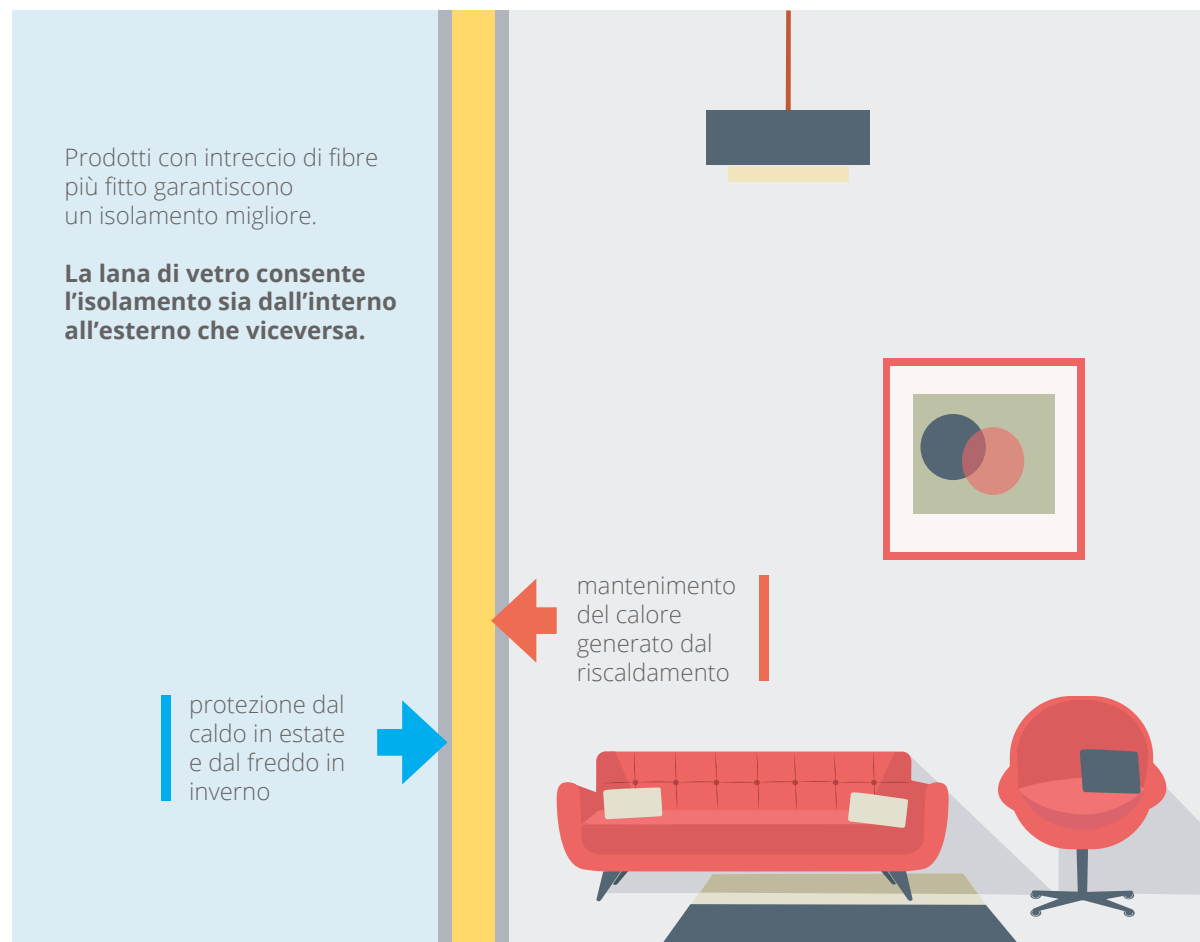 Prodotti con intreccio di fibre
più fitto garantiscono
un isolamento migliore.
La lana di vetro consente
l’isolamento sia dall’interno
all’esterno che viceversa.
mantenimento
del calore
generato dal
riscaldamento
protezione dal
caldo in estate
e dal freddo in
inverno